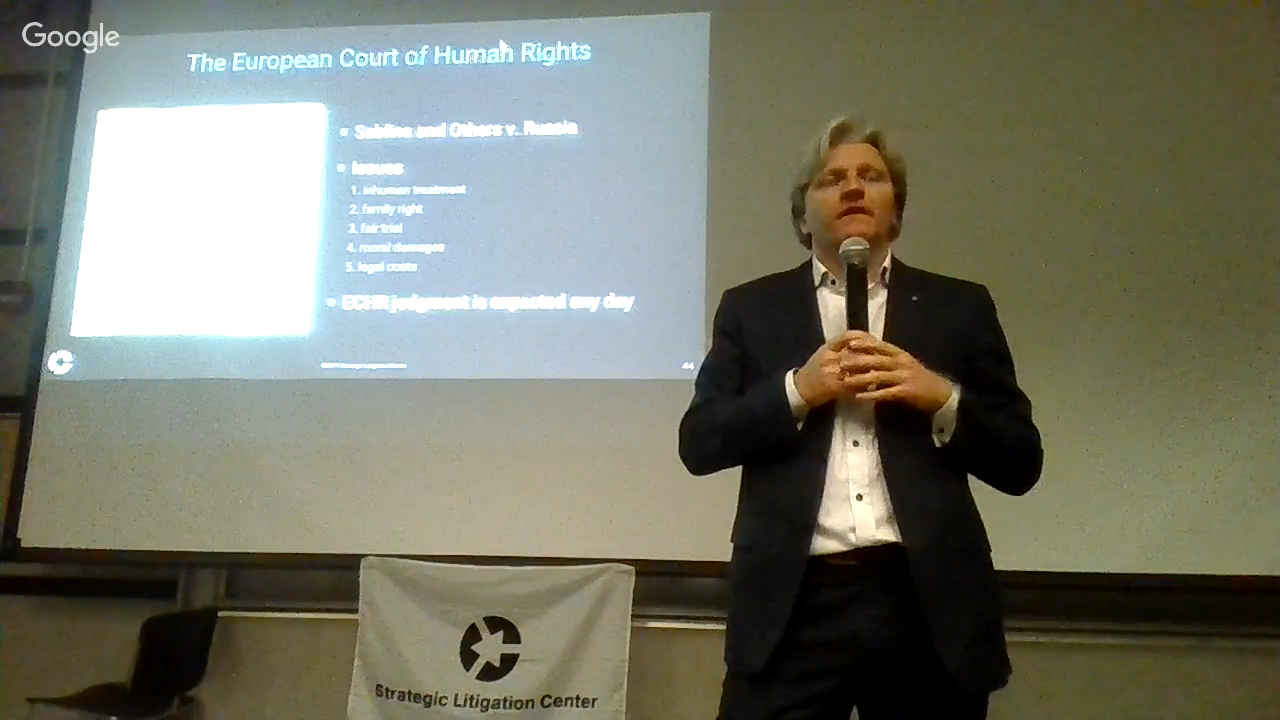 Google
The European Court of Human Rights
and Others v. Russia
Issues
1. inhuman treatment
2. family right
3. fair trial
4. moral damages
5. legal costs
ECHR judgment is expected any day
44
Strategic Litigation Center